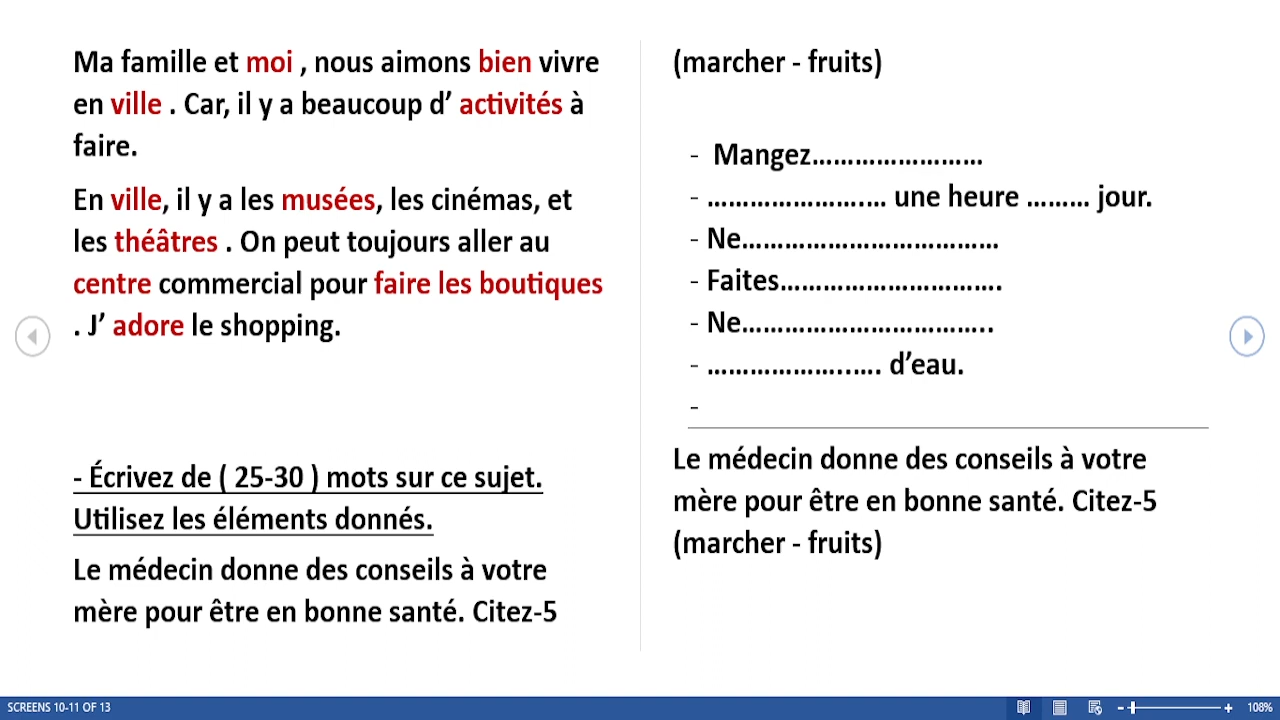 Ma famille et moi , nous aimons bien vivre
en ville . Car, il y a beaucoup d’ activités à
faire.
En ville, il y a les musées, les cinémas, et
les théâtres . On peut toujours aller au
centre commercial pour faire les boutiques
. J’ adore le shopping.
- Écrivez de ( 25-30 ) mots sur ce sujet.
Utilisez les éléments donnés.
Le médecin donne des conseils à votre
mère pour être en bonne santé. Citez-5
(marcher - fruits)
- Mangez……………………
- ………………….… une heure ……… jour.
- Ne………………………………
- Faites………………………….
- Ne……………………………..
- ………………..…. d’eau.
-
Le médecin donne des conseils à votre
mère pour être en bonne santé. Citez-5
(marcher - fruits)
SCREENS 10-11 OF 13
108%